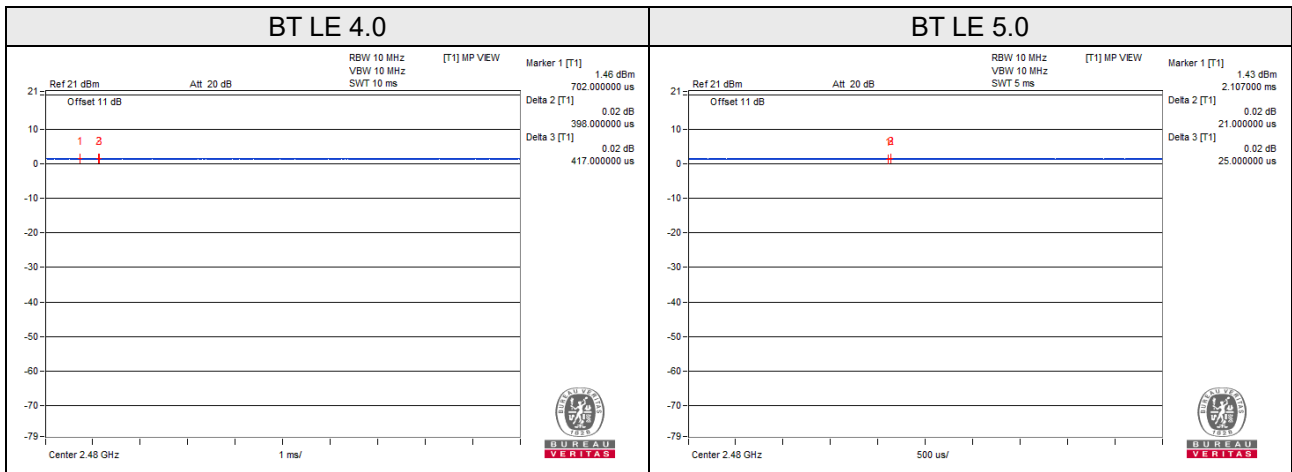 BT LE 4.0
RBW 10 MHz
[T1] MP VIEW
VBW 10 MHz
Ref 21 dBm
Att 20 dB
SWT 10 ms
Marker 1 [T1]
1.46 dBm
702.000000 us
Delta 2 [T1]
0.02 dB
398.000000 us
Delta 3 [T1]
0.02 dB
417.000000 us
21
Offset 11 dB
10
1
0
-10
-20
-30
-40
-50
-60
-70
-79
Center 2.48 GHz
1 ms/
BUREAU VERITAS
1828
BUREAU
VERITAS
BT LE 5.0
RBW 10 MHz
[T1] MP VIEW
VBW 10 MHz
Ref 21 dBm
Att 20 dB
SWT 5 ms
Marker 1 [T1]
1.43 dBm
2.107000 ms
Delta 2 [T1]
0.02 dB
21.000000 us
Delta 3 [T1]
0.02 dB
25.000000 us
21
Offset 11 dB
10
0
-10
-20
-30
-40
-50
-60
-70
-79
Center 2.48 GHz
500 us/
BUREAU VERITAS
1828
BUREAU
VERITAS